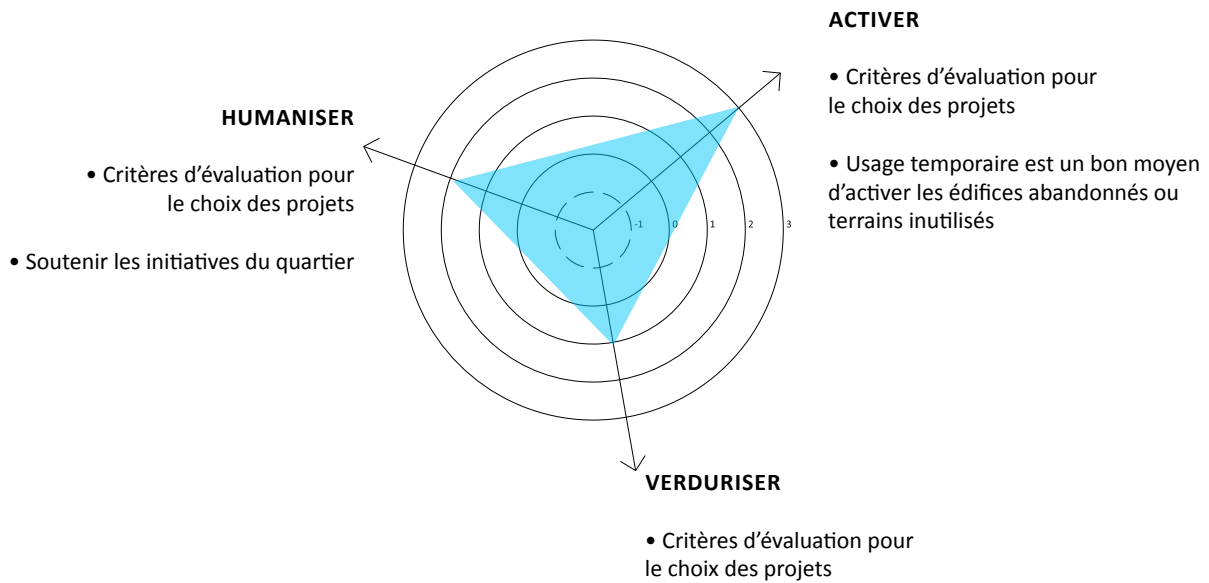 ACTIVER
• Critères d'évaluation pour
le choix des projets
• Usage temporaire est un bon moyen
d'activer les édifices abandonnés ou
terrains inutilisés
HUMANISER
• Critères d'évaluation pour
le choix des projets
• Soutenir les initiatives du quartier
-1 0 1 2 3
VERDURISER
• Critères d'évaluation pour
le choix des projets